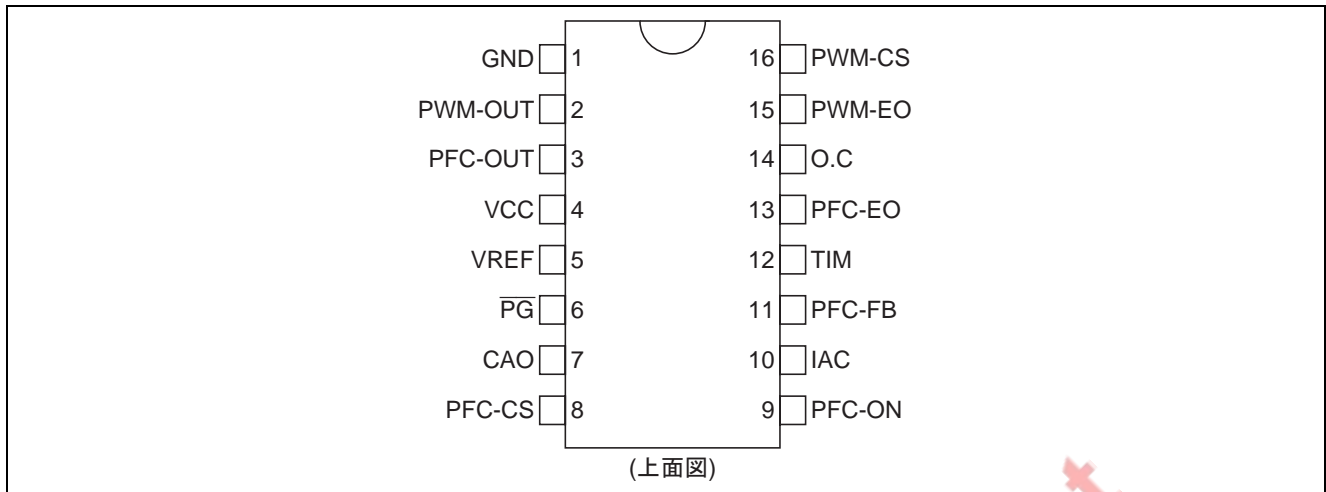 GND 1 16 PWM-CS
PWM-OUT 2 15 PWM-EO
PFC-OUT 3 14 O.C
VCC 4 13 PFC-EO
VREF 5 12 TIM
P̅G̅ 6 11 PFC-FB
CAO 7 10 IAC
PFC-CS 8 9 PFC-ON
(上面図)